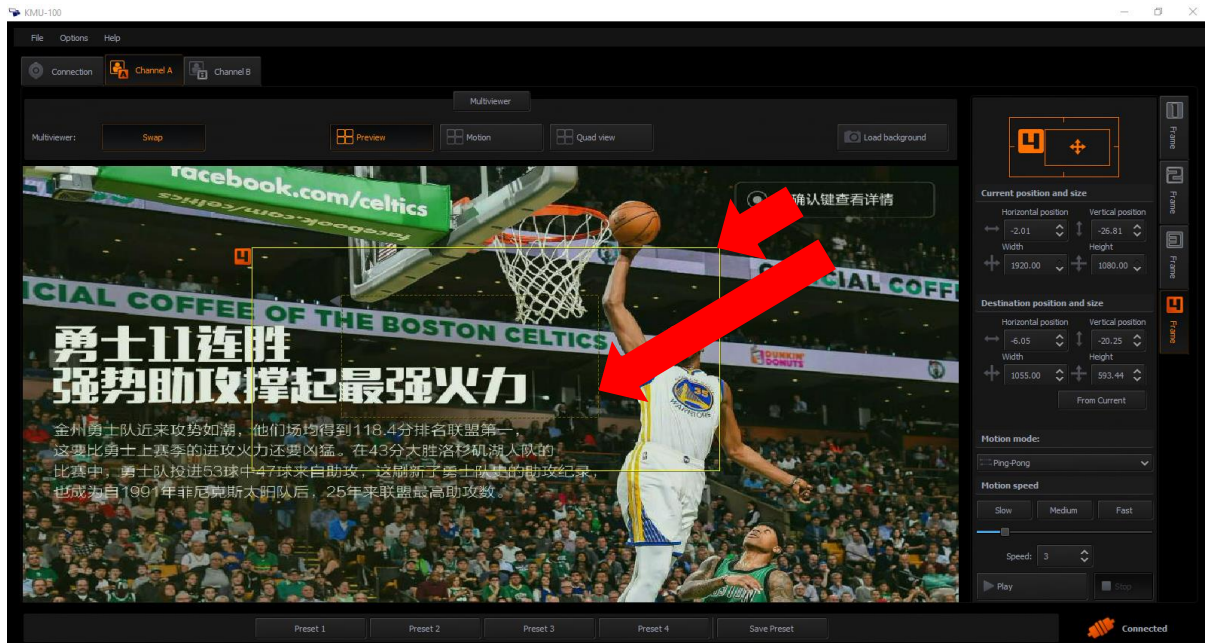 KMU-100
File Options Help
Connection Channel A Channel B
Multiviewer
Multiviewer: Swap Preview Motion Quad view Load background
facebook.com/celtics
确认键查看详情
CIAL COFFEE OF THE BOSTON CELTICS
CIAL COFF
DUNKIN'
DONUTS
勇士11连胜
强势助攻撑起最强火力
金州勇士队近来攻势如潮，他们场均得到118.4分排名联盟第一，
这要比勇士上赛季的进攻火力还要凶猛。在43分大胜洛杉矶湖人队的
比赛中，勇士队投进53球中47球来自助攻，这刷新了勇士队史的助攻纪录，
也成为自1991年菲尼克斯太阳队后，25年来联盟最高助攻数。
35
WARRIORS
4
4
Current position and size
Horizontal position Vertical position
-2.01 -26.81
Width Height
1920.00 1080.00
Destination position and size
Horizontal position Vertical position
-6.05 -20.25
Width Height
1055.00 593.44
From Current
Motion mode:
Ping-Pong
Motion speed
Slow Medium Fast
Speed: 3
Play Stop
1 Frame
2 Frame
3 Frame
4 Frame
Preset 1 Preset 2 Preset 3 Preset 4 Save Preset
Connected